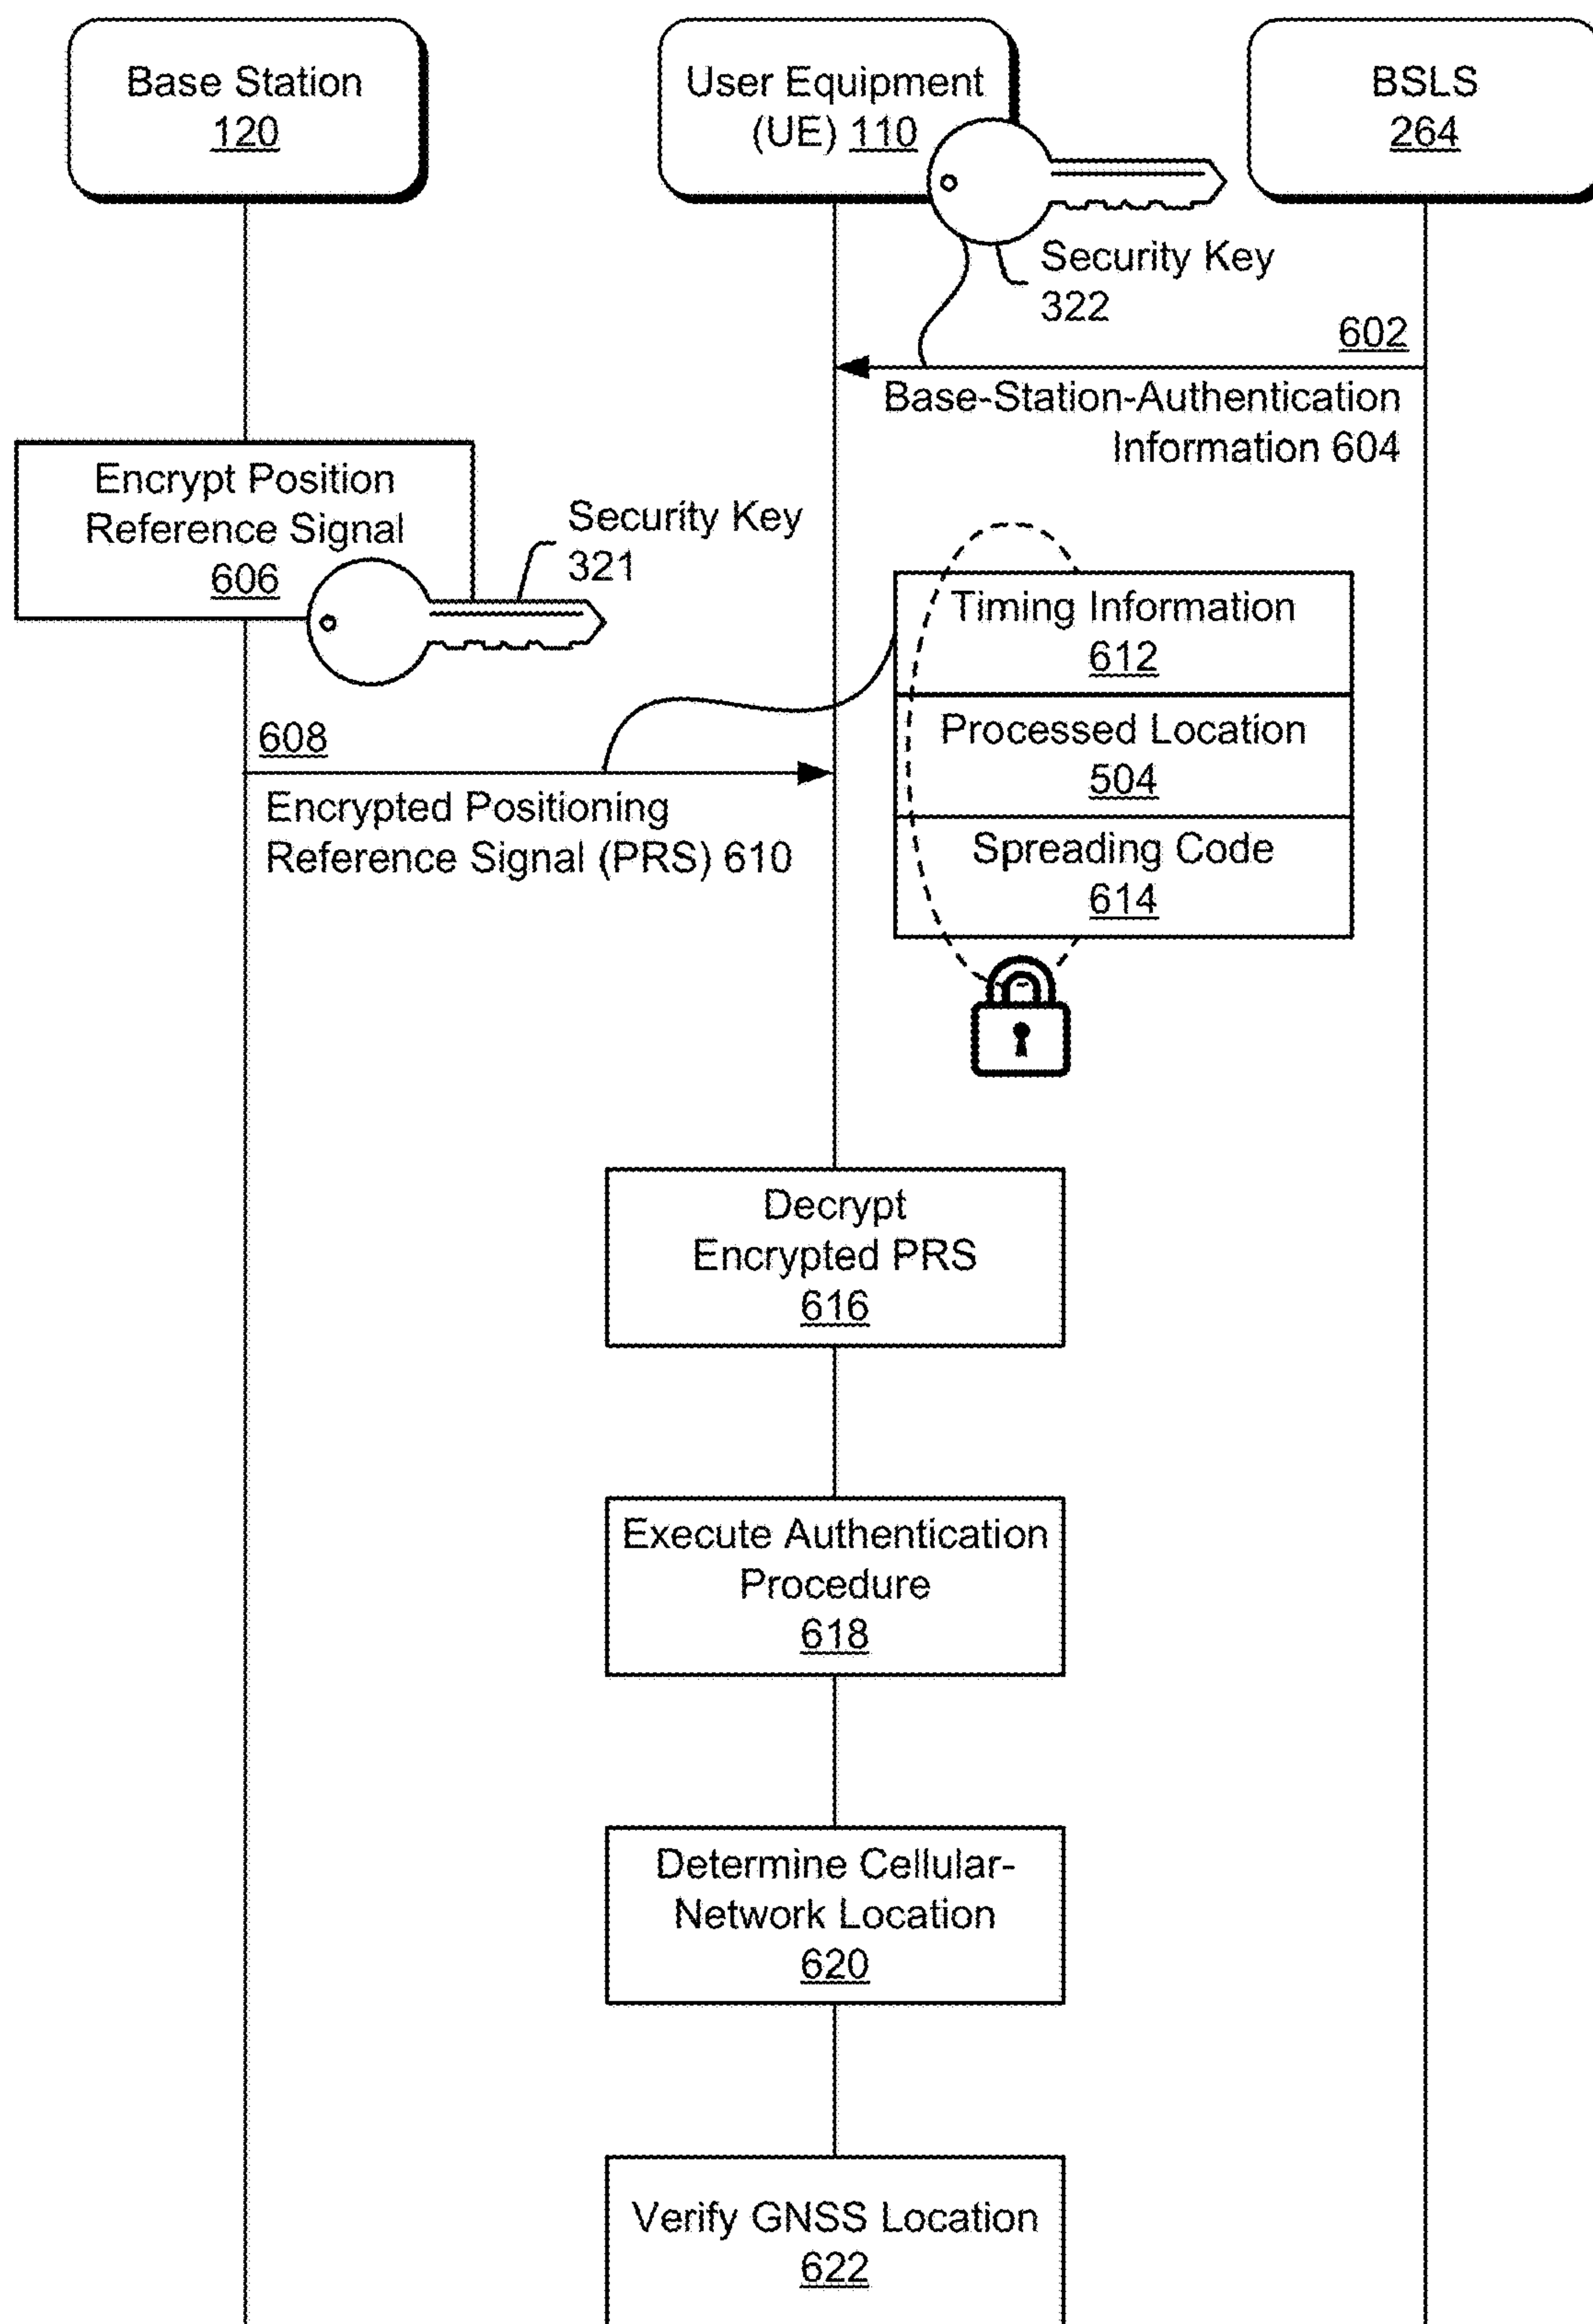 Base Station
120
User Equipment
(UE) 110
BSLS
264
Security Key
322
602
Base-Station-Authentication
Information 604
Encrypt Position
Reference Signal
606
Security Key
321
Timing Information
612
Processed Location
504
Spreading Code
614
608
Encrypted Positioning
Reference Signal (PRS) 610
Decrypt
Encrypted PRS
616
Execute Authentication
Procedure
618
Determine Cellular-
Network Location
620
Verify GNSS Location
622